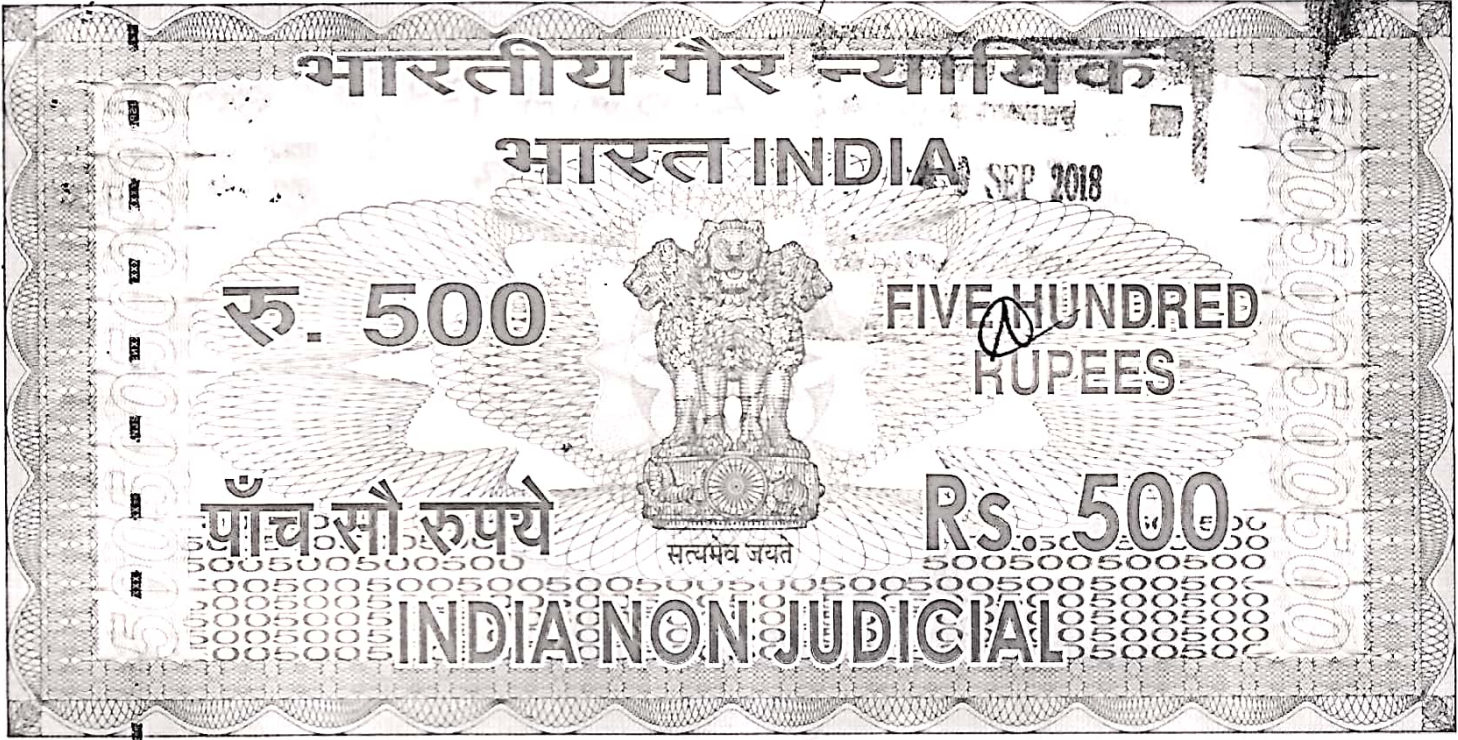 भारतीय गैर न्यायिक
भारत INDIA
SEP 2018
रु. 500
FIVE HUNDRED
RUPEES
पाँच सौ रुपये
Rs. 500
सत्यमेव जयते
INDIA NON JUDICIAL